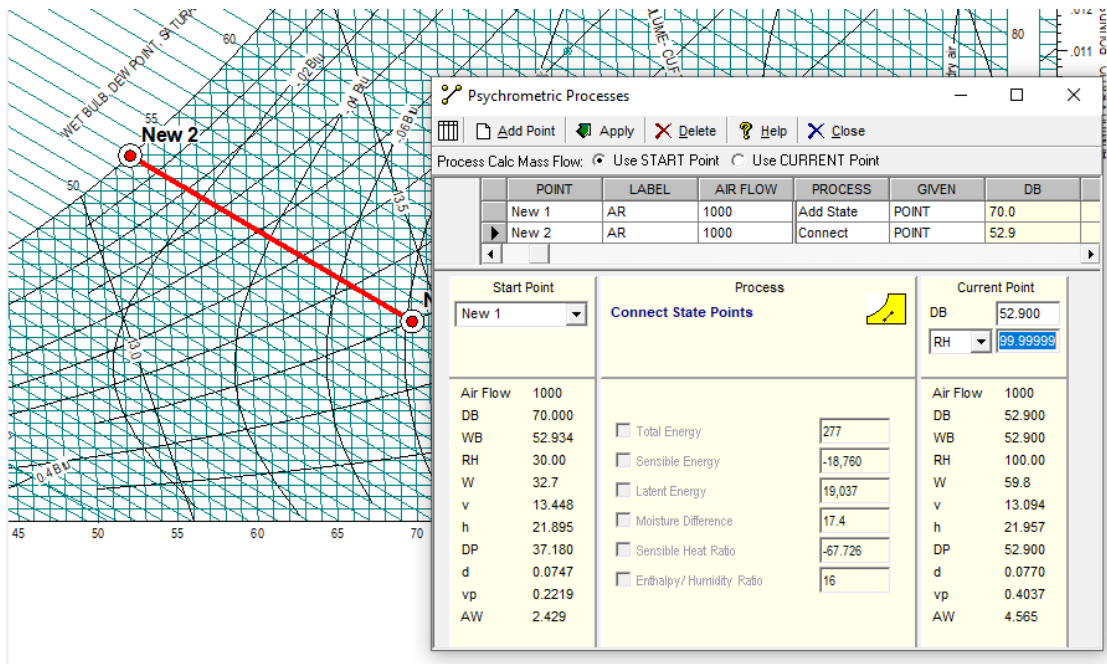 WET BULB, DEW POINT, SATUR
60
.02 Btu
-.04 Btu
-.06 Btu
LUME- CU.F
80
.012
.011
dry air
55
New 2
50
13.5
N
13.0
0.4 Btu
45 50 55 60 65 70
Psychrometric Processes
Add Point Apply Delete Help Close
Process Calc Mass Flow: Use START Point Use CURRENT Point
POINT LABEL AIR FLOW PROCESS GIVEN DB
New 1 AR 1000 Add State POINT 70.0
New 2 AR 1000 Connect POINT 52.9
Start Point Process Current Point
New 1 Connect State Points DB 52.900
RH 99.99999
Air Flow 1000 Air Flow 1000
DB 70.000 DB 52.900
WB 52.934 Total Energy 277 WB 52.900
RH 30.00 Sensible Energy -18,760 RH 100.00
W 32.7 Latent Energy 19,037 W 59.8
v 13.448 Moisture Difference 17.4 v 13.094
h 21.895 h 21.957
DP 37.180 Sensible Heat Ratio -67.726 DP 52.900
d 0.0747 Enthalpy/Humidity Ratio 16 d 0.0770
vp 0.2219 vp 0.4037
AW 2.429 AW 4.565